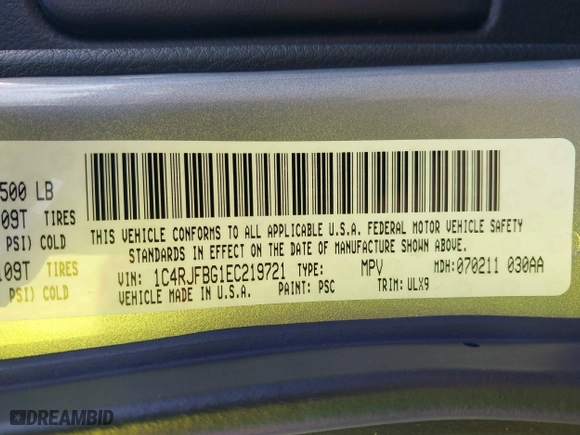 500 LB
09T TIRES
PSI) COLD
109T TIRES
PSI) COLD
THIS VEHICLE CONFORMS TO ALL APPLICABLE U.S.A. FEDERAL MOTOR VEHICLE SAFETY
STANDARDS IN EFFECT ON THE DATE OF MANUFACTURE SHOWN ABOVE.
VIN: 1C4RJFBG1EC219721 TYPE: MPV MDH: 070211 030AA
VEHICLE MADE IN U.S.A. PAINT: PSC TRIM: ULX9
DREAMBID